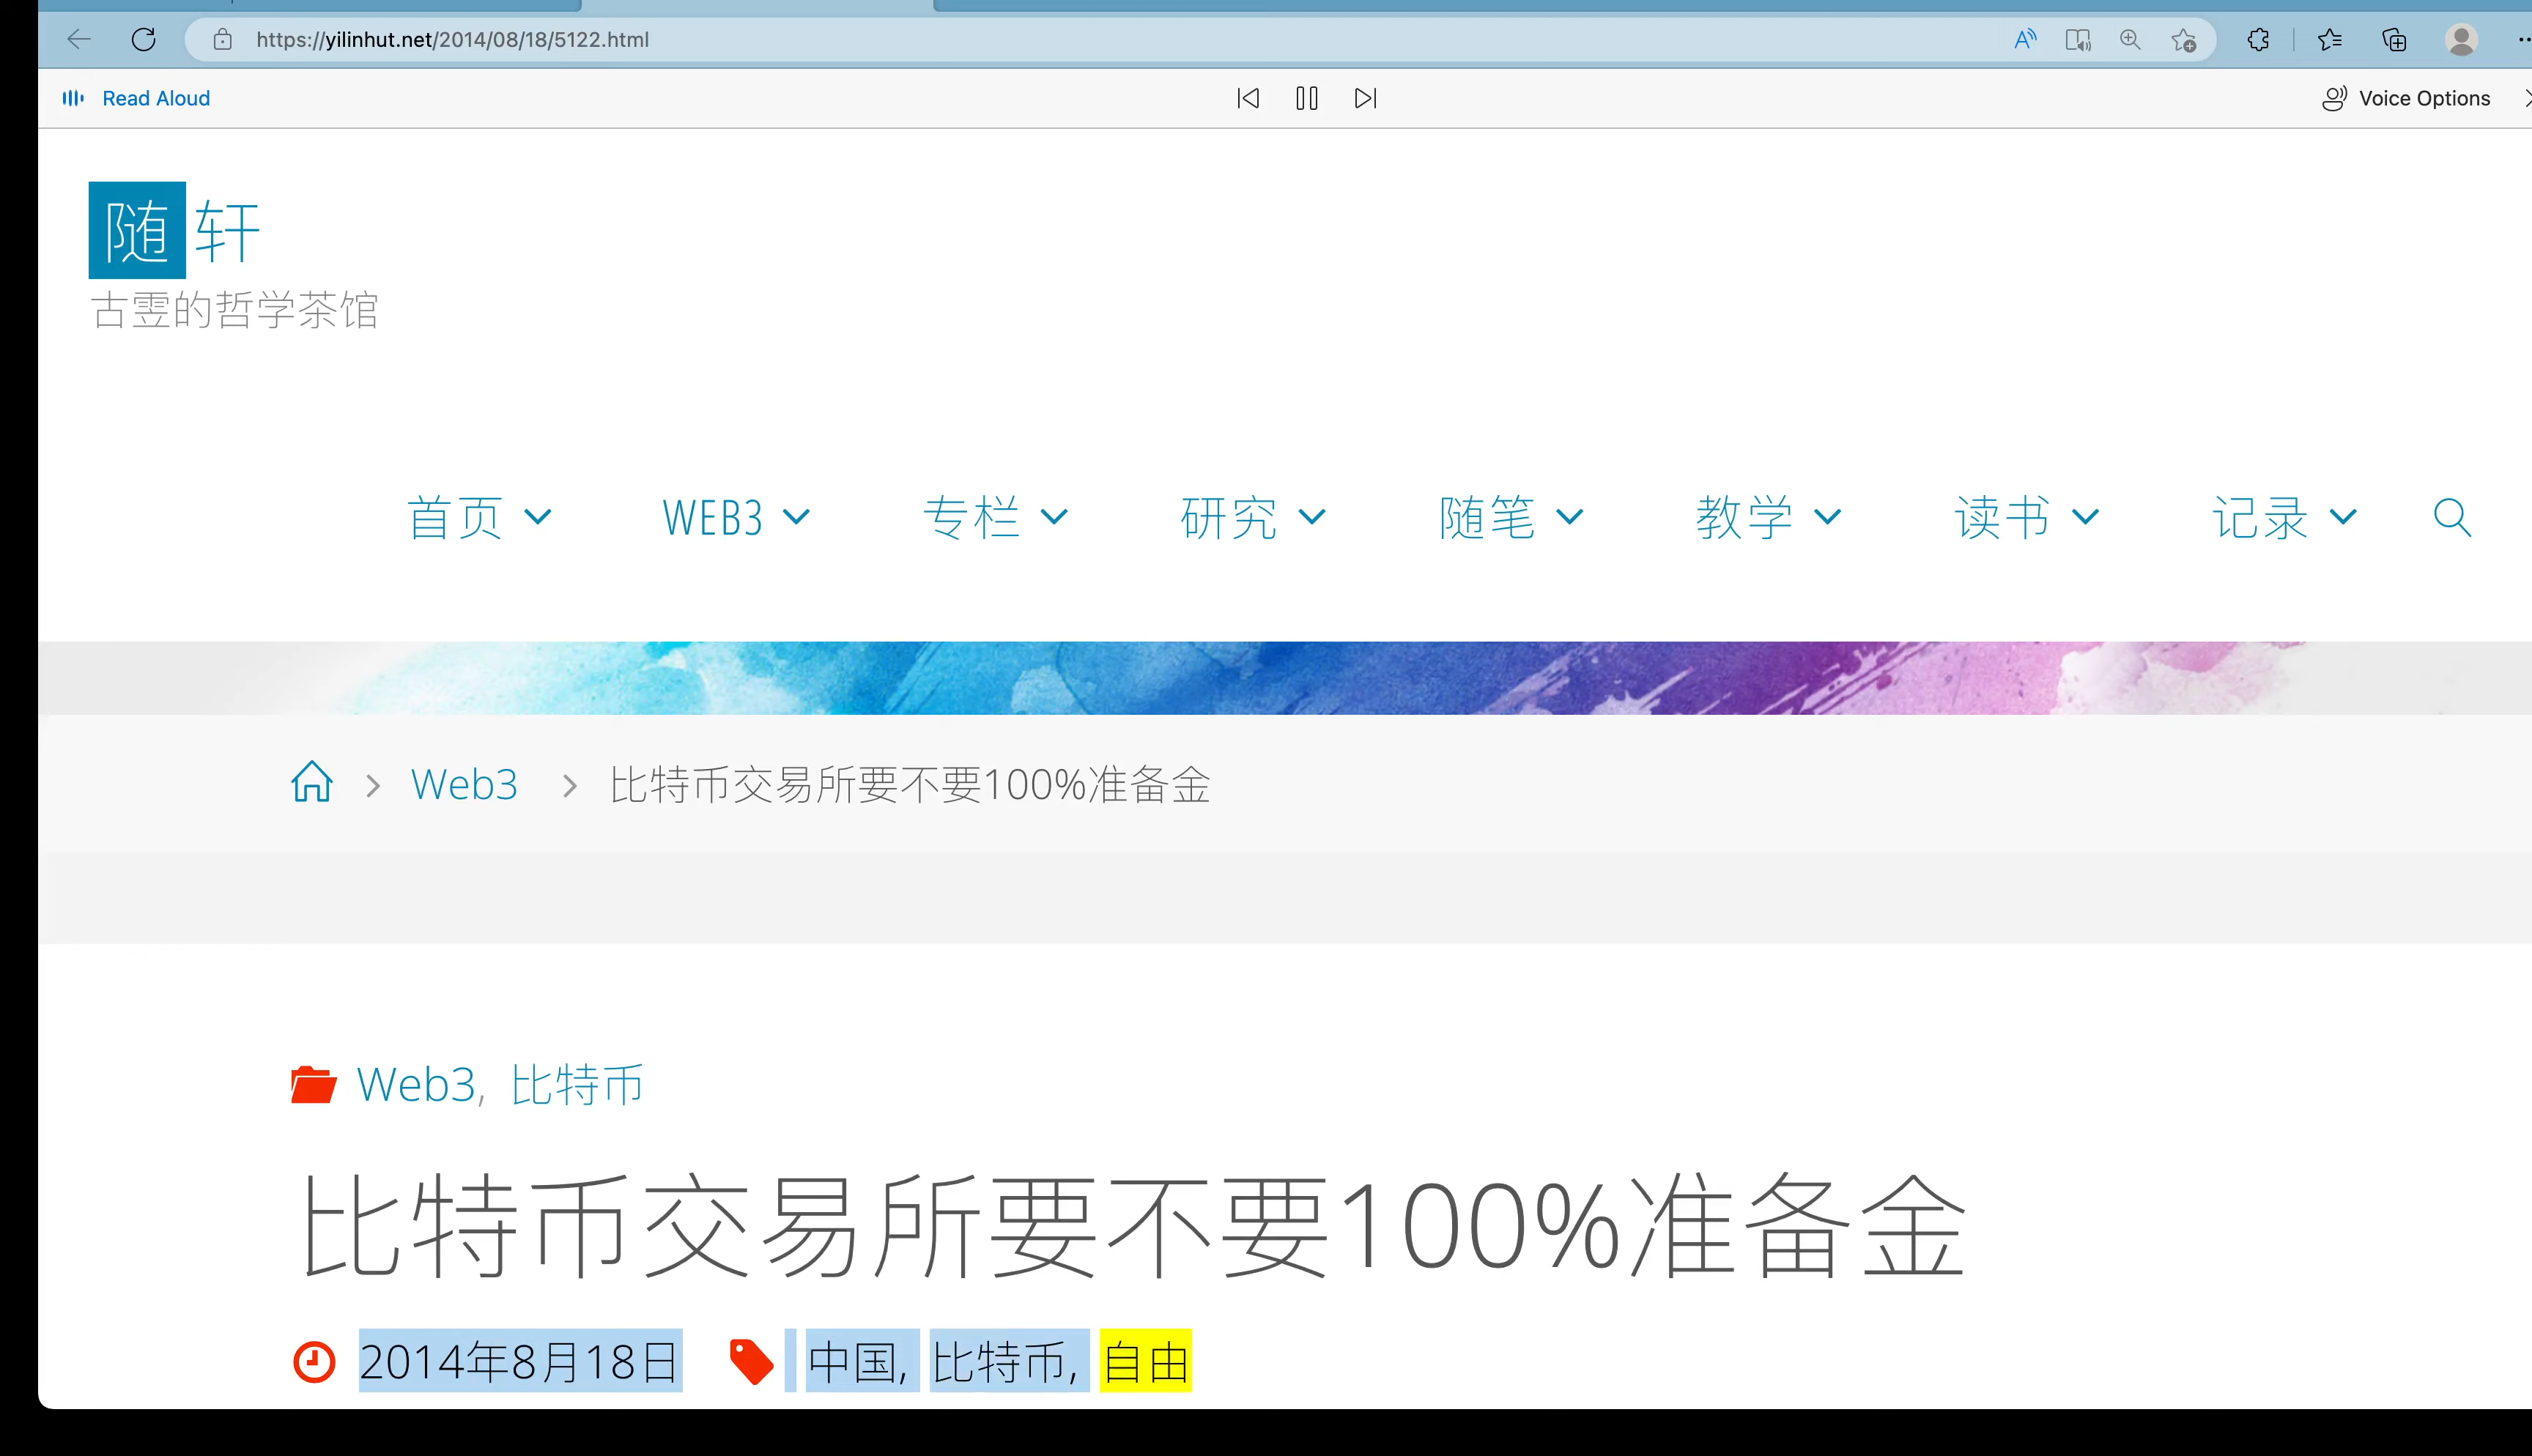 https://yilinhut.net/2014/08/18/5122.html
Read Aloud
Voice Options
随轩
古雴的哲学茶馆
首页 WEB3 专栏 研究 随笔 教学 读书 记录
Web3 比特币交易所要不要100%准备金
Web3, 比特币
比特币交易所要不要100%准备金
2014年8月18日 中国, 比特币, 自由